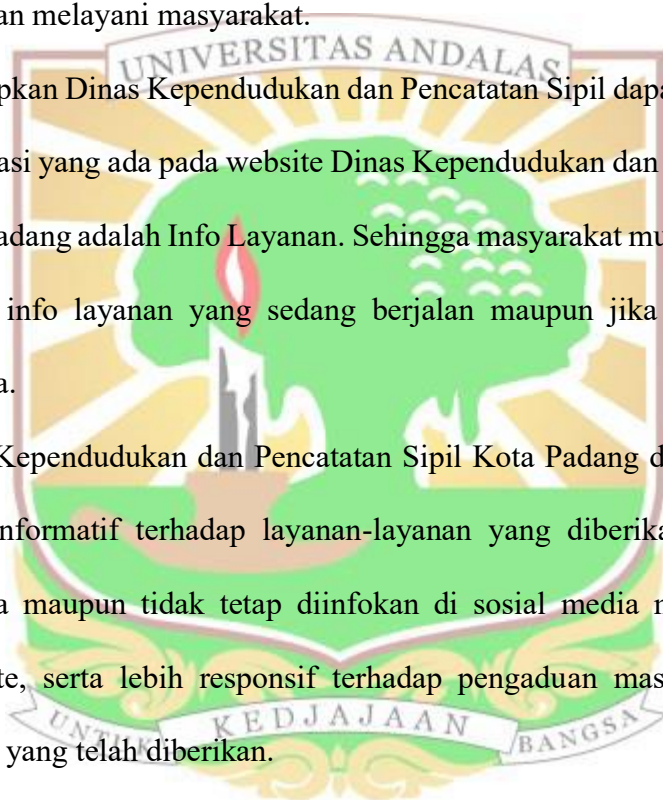 an melayani masyarakat.
UNIVERSITAS ANDALAS
pkan Dinas Kependudukan dan Pencatatan Sipil dapa
asi yang ada pada website Dinas Kependudukan dan
adang adalah Info Layanan. Sehingga masyarakat mu
info layanan yang sedang berjalan maupun jika
a.
Kependudukan dan Pencatatan Sipil Kota Padang d
nformatif terhadap layanan-layanan yang diberika
a maupun tidak tetap diinfokan di sosial media m
te, serta lebih responsif terhadap pengaduan mas
UNTUK KEDJAJAAN BANGSA
yang telah diberikan.